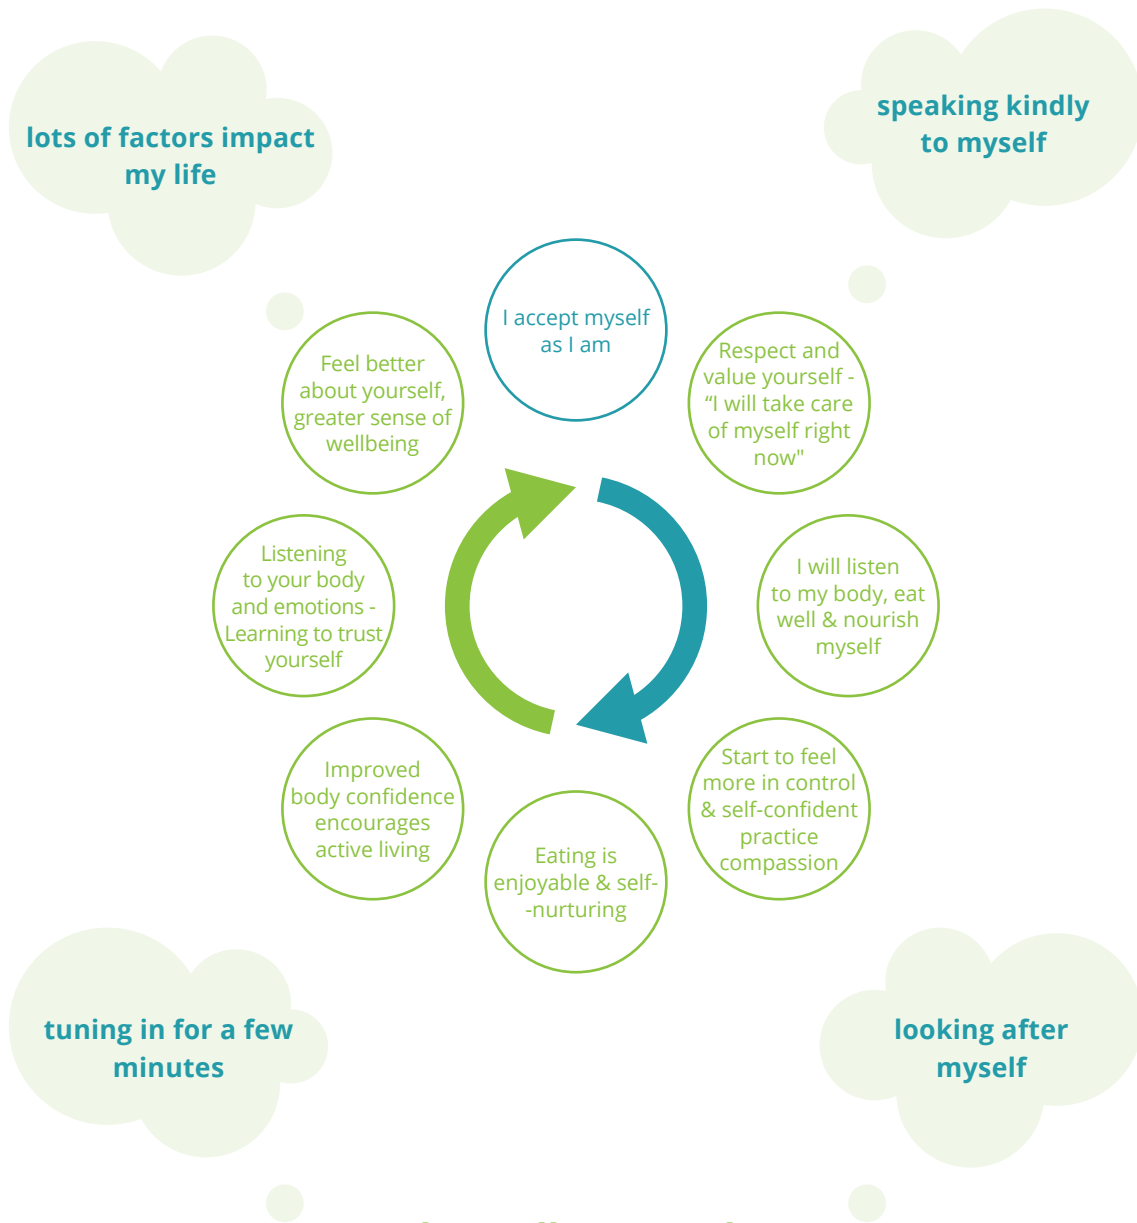 lots of factors impact
my life
speaking kindly
to myself
I accept myself
as I am
Respect and
value yourself -
“I will take care
of myself right
now"
I will listen
to my body, eat
well & nourish
myself
Start to feel
more in control
& self-confident
practice
compassion
Eating is
enjoyable & self-
-nurturing
Improved
body confidence
encourages
active living
Listening
to your body
and emotions -
Learning to trust
yourself
Feel better
about yourself,
greater sense of
wellbeing
tuning in for a few
minutes
looking after
myself